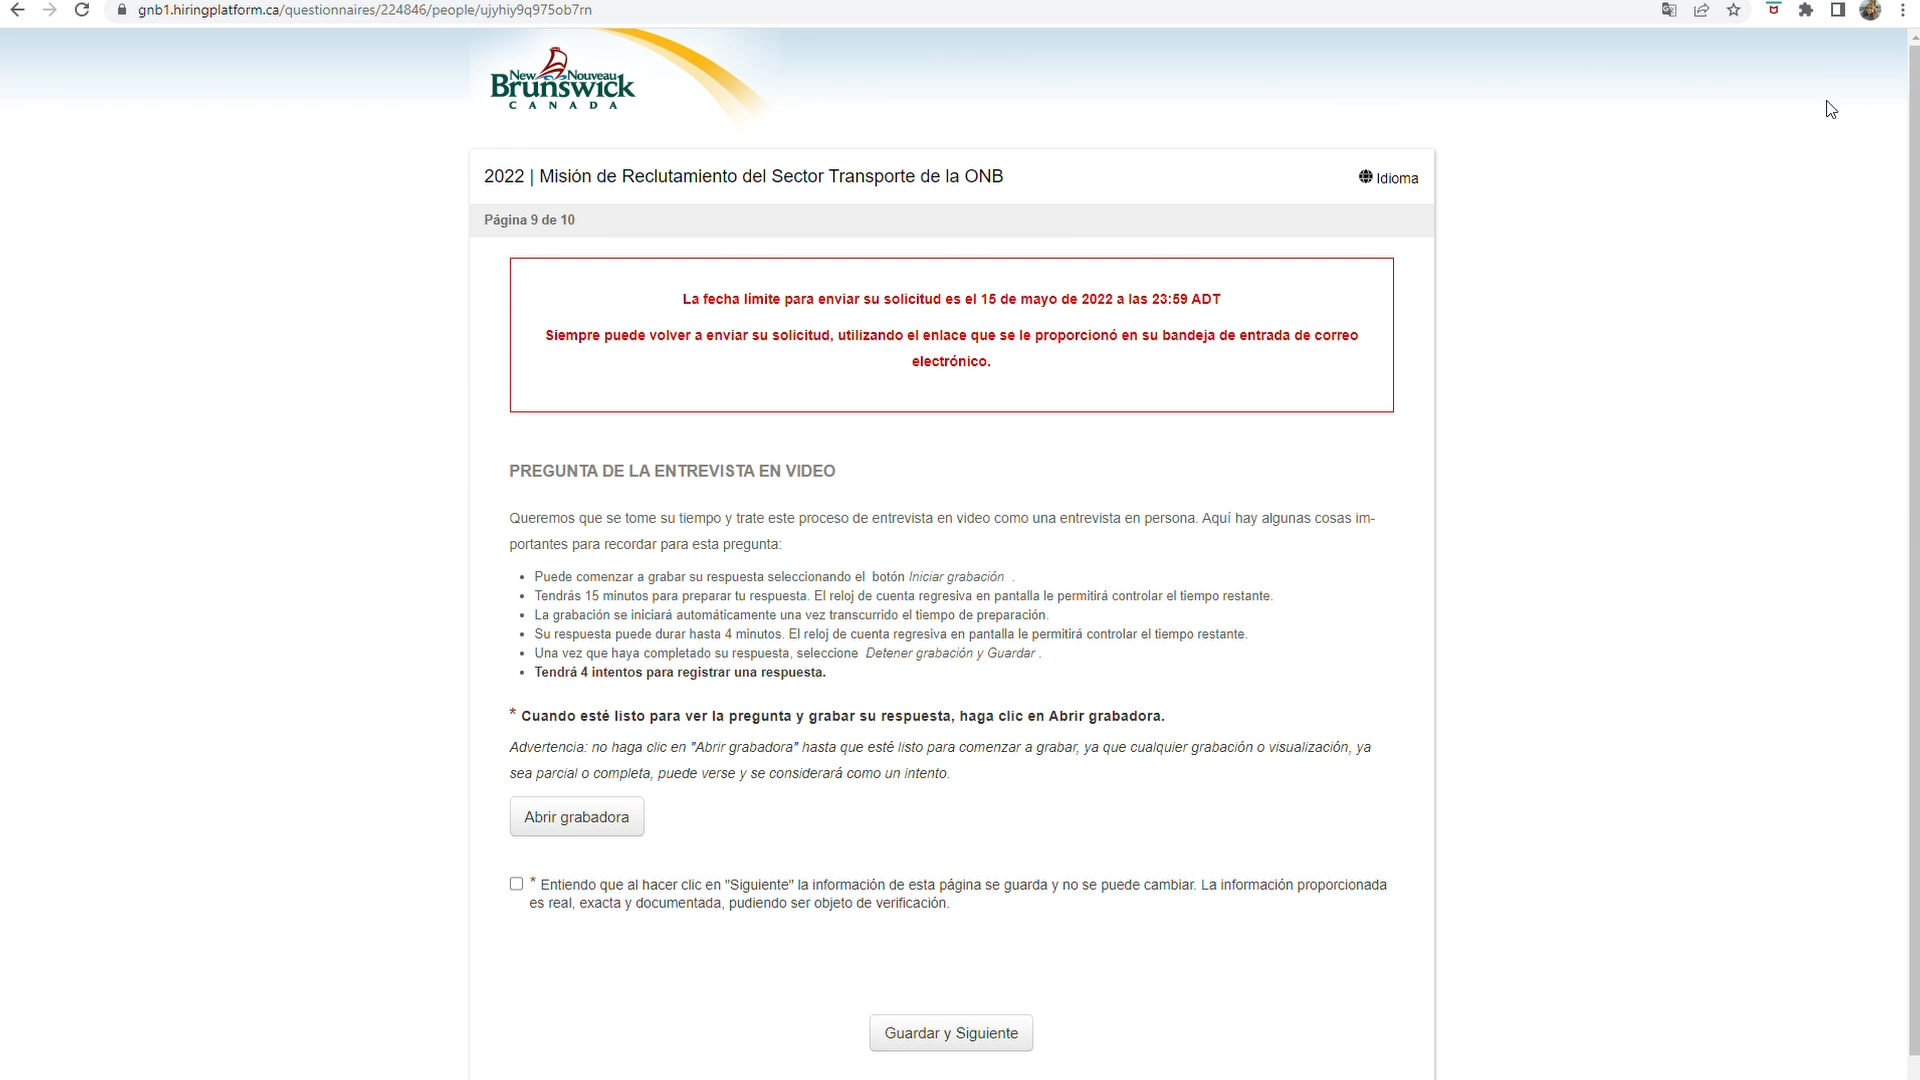 gnb1.hiringplatform.ca/questionnaires/224846/people/ujyhiy9q975ob7rn
New Nouveau
Brunswick
CANADA
2022 | Misión de Reclutamiento del Sector Transporte de la ONB
Idioma
Página 9 de 10
La fecha límite para enviar su solicitud es el 15 de mayo de 2022 a las 23:59 ADT
Siempre puede volver a enviar su solicitud, utilizando el enlace que se le proporcionó en su bandeja de entrada de correo
electrónico.
PREGUNTA DE LA ENTREVISTA EN VIDEO
Queremos que se tome su tiempo y trate este proceso de entrevista en video como una entrevista en persona. Aquí hay algunas cosas im-
portantes para recordar para esta pregunta:
• Puede comenzar a grabar su respuesta seleccionando el botón Iniciar grabación .
• Tendrás 15 minutos para preparar tu respuesta. El reloj de cuenta regresiva en pantalla le permitirá controlar el tiempo restante.
• La grabación se iniciará automáticamente una vez transcurrido el tiempo de preparación.
• Su respuesta puede durar hasta 4 minutos. El reloj de cuenta regresiva en pantalla le permitirá controlar el tiempo restante.
• Una vez que haya completado su respuesta, seleccione Detener grabación y Guardar .
• Tendrá 4 intentos para registrar una respuesta.
* Cuando esté listo para ver la pregunta y grabar su respuesta, haga clic en Abrir grabadora.
Advertencia: no haga clic en "Abrir grabadora" hasta que esté listo para comenzar a grabar, ya que cualquier grabación o visualización, ya
sea parcial o completa, puede verse y se considerará como un intento.
Abrir grabadora
* Entiendo que al hacer clic en "Siguiente" la información de esta página se guarda y no se puede cambiar. La información proporcionada
es real, exacta y documentada, pudiendo ser objeto de verificación.
Guardar y Siguiente